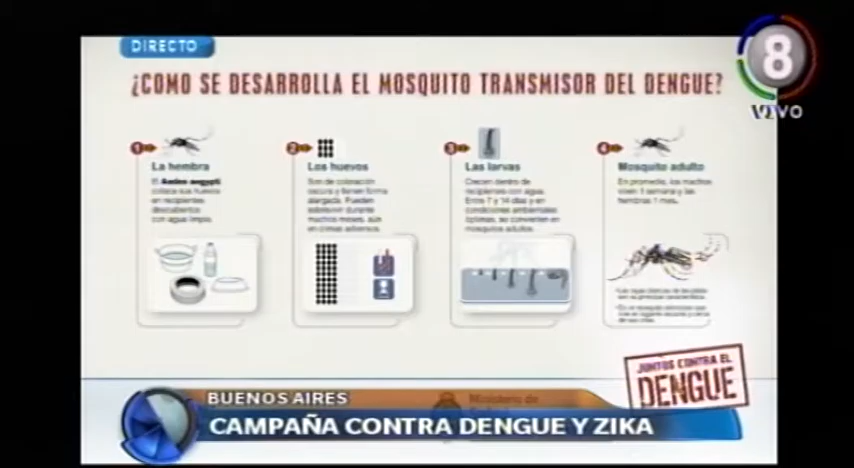 DIRECTO
8
VIVO
¿COMO SE DESARROLLA EL MOSQUITO TRANSMISOR DEL DENGUE?
1
La hembra
El Aedes aegypti
coloca sus huevos
en recipientes
descubiertos
con agua limpia.
2
Los huevos
Son de coloración
oscura y tienen forma
alargada. Pueden
sobrevivir durante
muchos meses, aún
en climas adversos.
3
Las larvas
Crecen dentro de
recipientes con agua.
Entre 7 y 14 días y en
condiciones ambientales
óptimas, se convierten en
mosquitos adultos.
4
Mosquito adulto
En promedio, los machos
viven 1 semana y las
hembras 1 mes.
JUNTOS CONTRA EL
DENGUE
BUENOS AIRES
Ministerio de
CAMPAÑA CONTRA DENGUE Y ZIKA